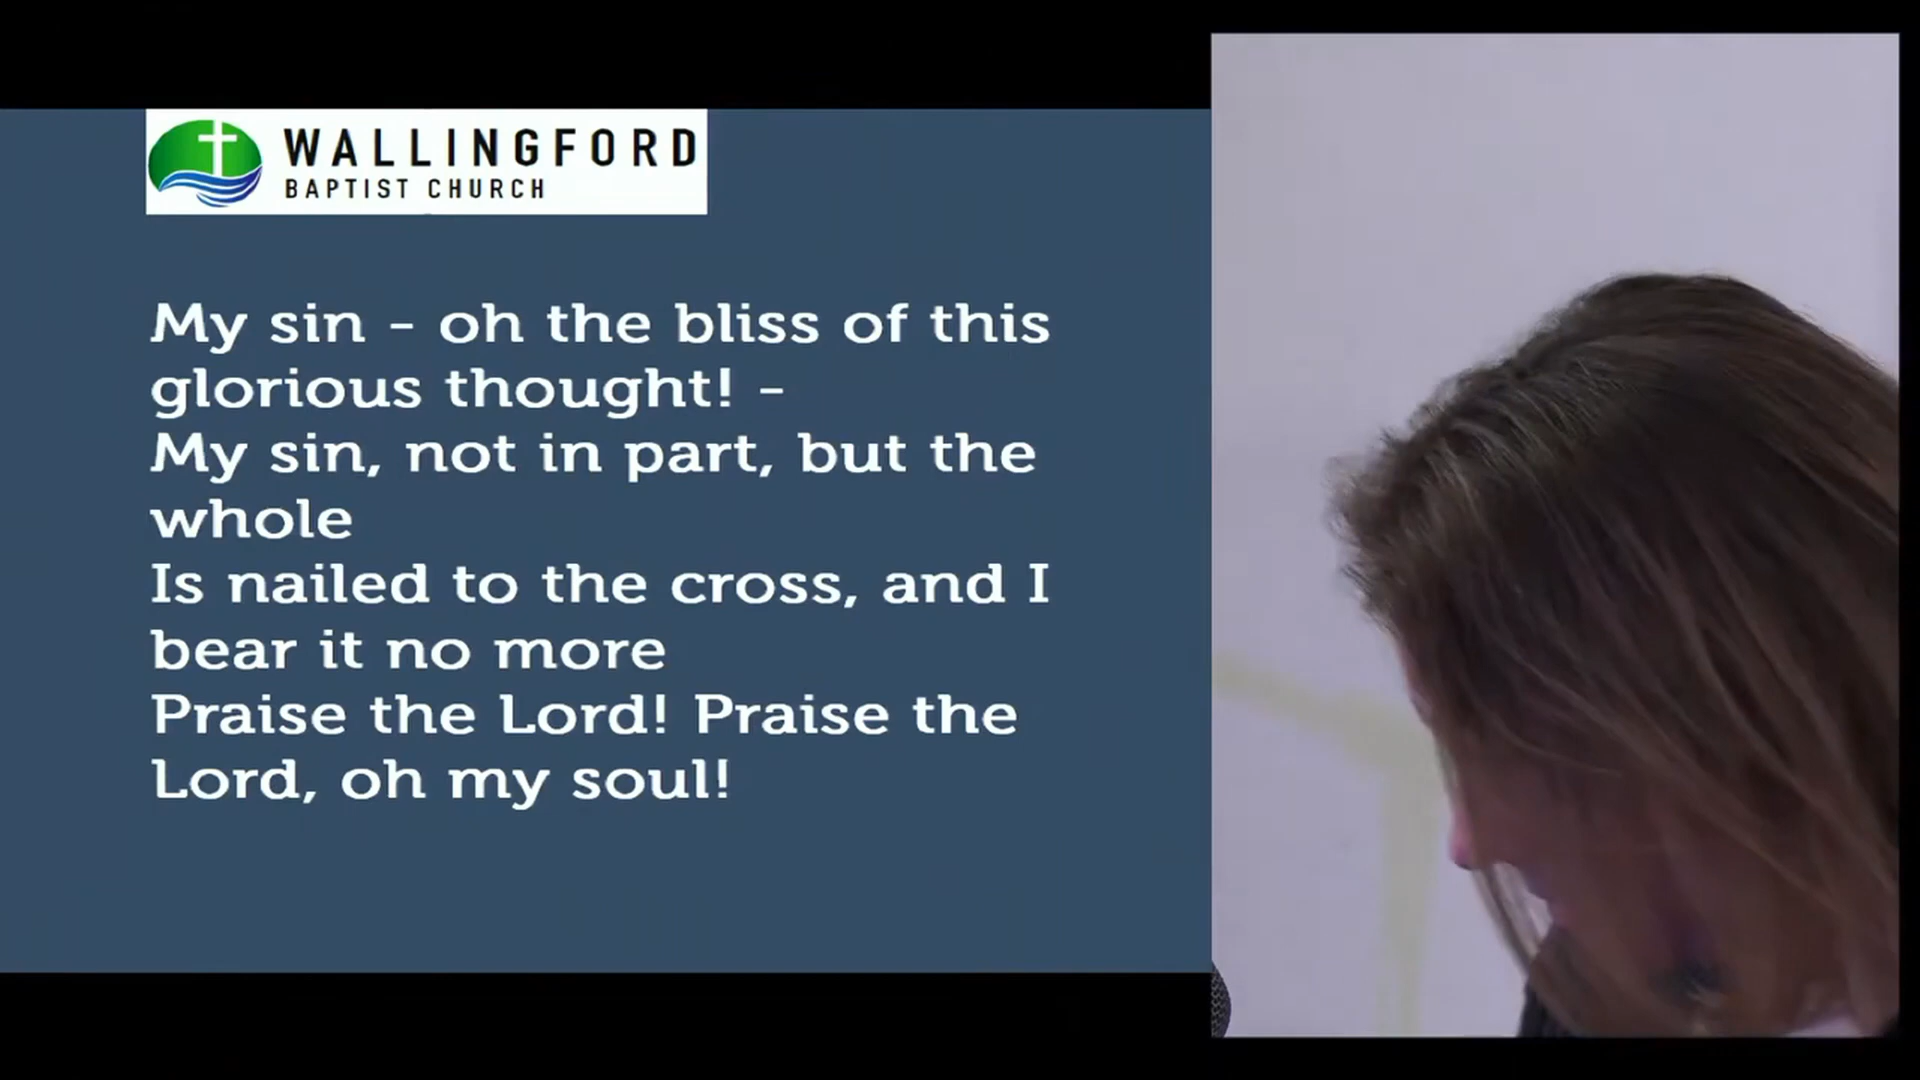 WALLINGFORD
BAPTIST CHURCH
My sin - oh the bliss of this
glorious thought! -
My sin, not in part, but the
whole
Is nailed to the cross, and I
bear it no more
Praise the Lord! Praise the
Lord, oh my soul!